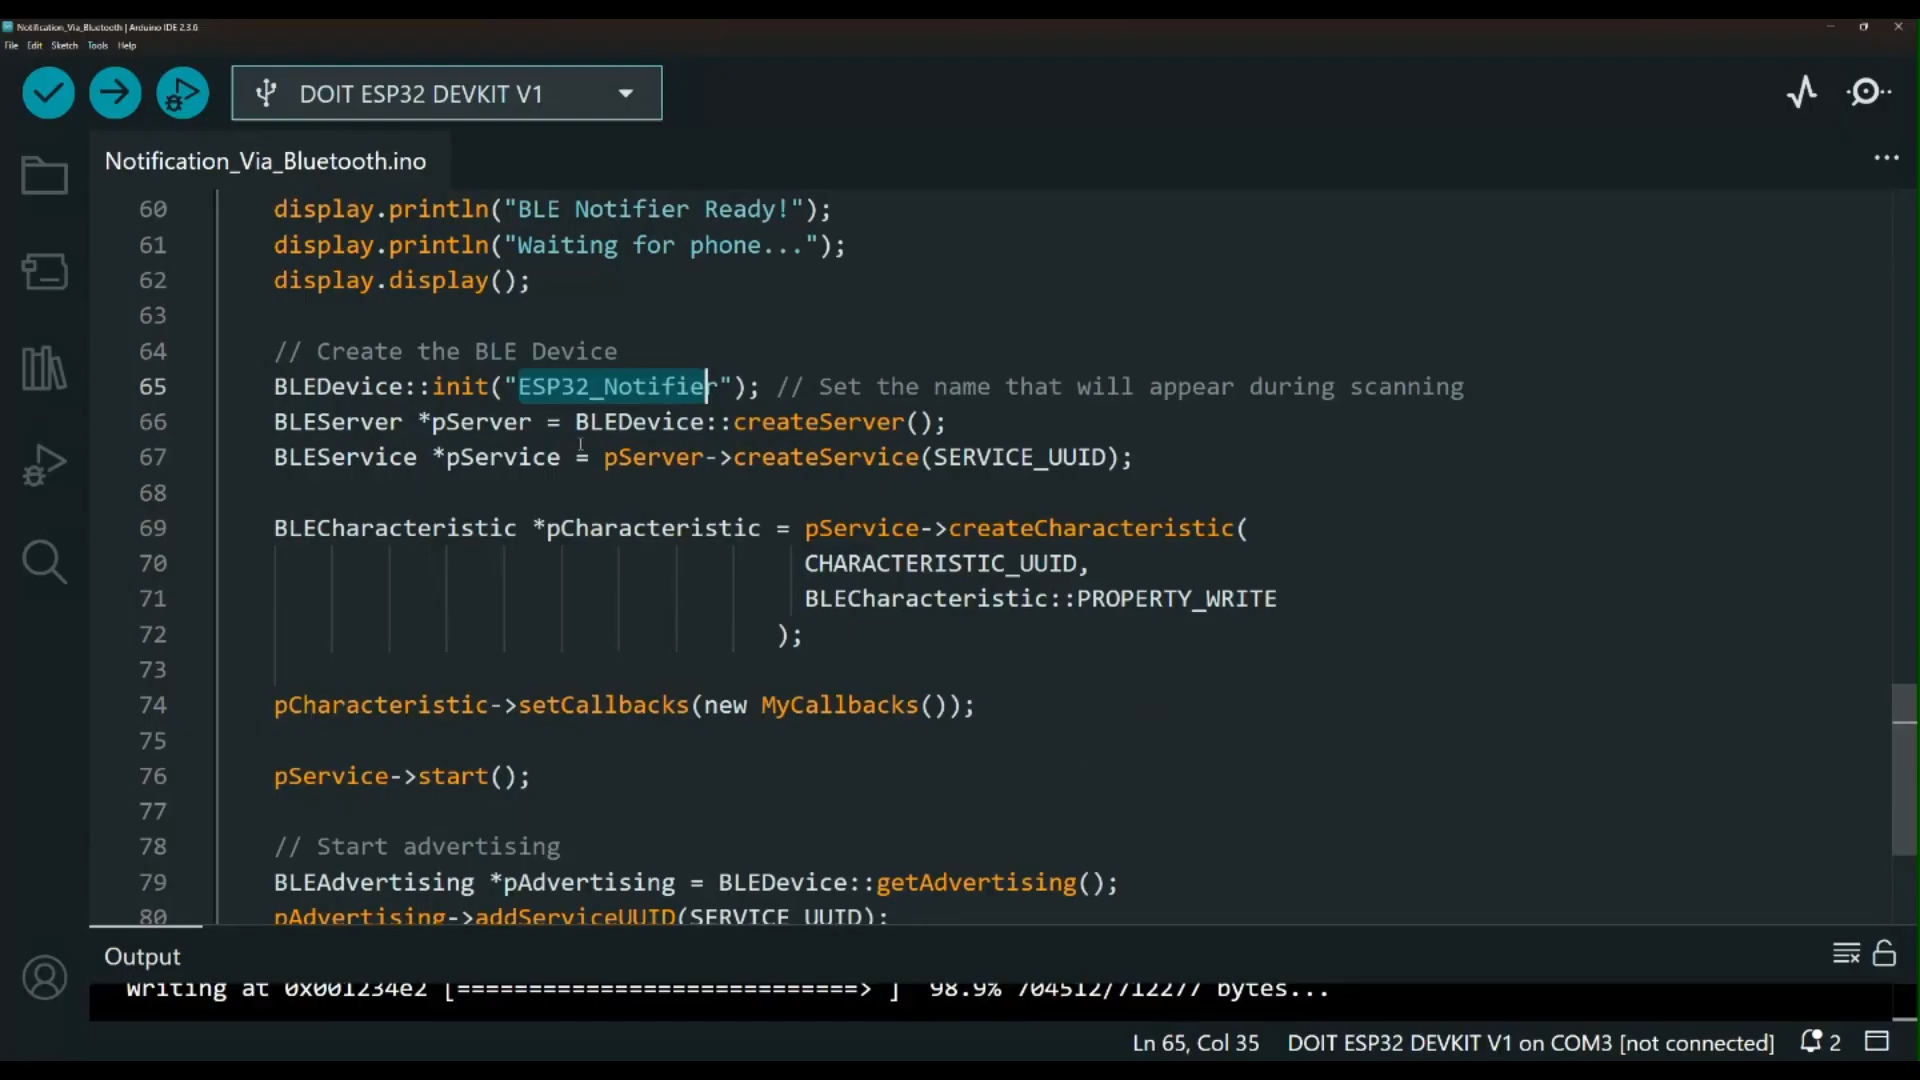 Notification_Via_Bluetooth | Arduino IDE 2.3.6
File Edit Sketch Tools Help
DOIT ESP32 DEVKIT V1
Notification_Via_Bluetooth.ino
60 display.println("BLE Notifier Ready!");
61 display.println("Waiting for phone...");
62 display.display();
63
64 // Create the BLE Device
65 BLEDevice::init("ESP32_Notifier"); // Set the name that will appear during scanning
66 BLEServer *pServer = BLEDevice::createServer();
67 BLEService *pService = pServer->createService(SERVICE_UUID);
68
69 BLECharacteristic *pCharacteristic = pService->createCharacteristic(
70 CHARACTERISTIC_UUID,
71 BLECharacteristic::PROPERTY_WRITE
72 );
73
74 pCharacteristic->setCallbacks(new MyCallbacks());
75
76 pService->start();
77
78 // Start advertising
79 BLEAdvertising *pAdvertising = BLEDevice::getAdvertising();
80 pAdvertising->addServiceUUID(SERVICE_UUID);
Output
Writing at 0x001234e2 [============================> ] 98.9% 704512/712277 bytes...
Ln 65, Col 35 DOIT ESP32 DEVKIT V1 on COM3 [not connected] 2